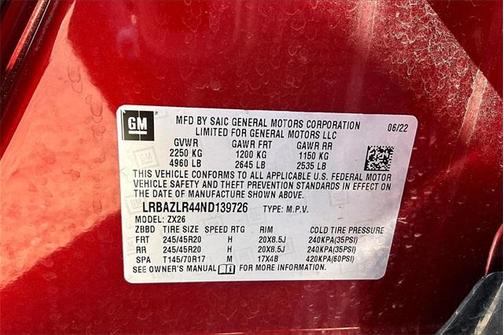 GM
MFD BY SAIC GENERAL MOTORS CORPORATION 06/22
LIMITED FOR GENERAL MOTORS LLC
GVWR GAWR FRT GAWR RR
2250 KG 1200 KG 1150 KG
4960 LB 2645 LB 2535 LB
THIS VEHICLE CONFORMS TO ALL APPLICABLE U.S. FEDERAL MOTOR
VEHICLE SAFETY AND THEFT PREVENTION STANDARDS IN EFFECT ON
THE DATE OF MANUFACTURE SHOWN ABOVE.
LRBAZLR44ND139726 TYPE: M.P.V.
MODEL: ZX26
ZBBD TIRE SIZE SPEED RTG RIM COLD TIRE PRESSURE
FRT 245/45R20 H 20X8.5J 240KPA(35PSI)
RR 245/45R20 H 20X8.5J 240KPA(35PSI)
SPA T145/70R17 M 17X4B 420KPA(60PSI)
SEE OWNER'S MANUAL FOR MORE INFORMATION.